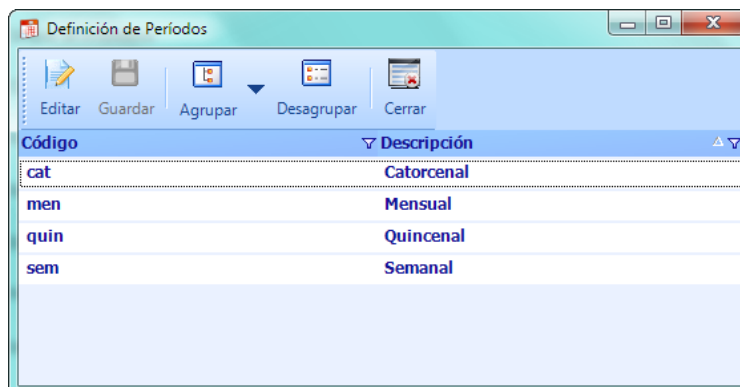 Definición de Períodos
Editar Guardar Agrupar Desagrupar Cerrar
Código Descripción
cat Catorcenal
men Mensual
quin Quincenal
sem Semanal